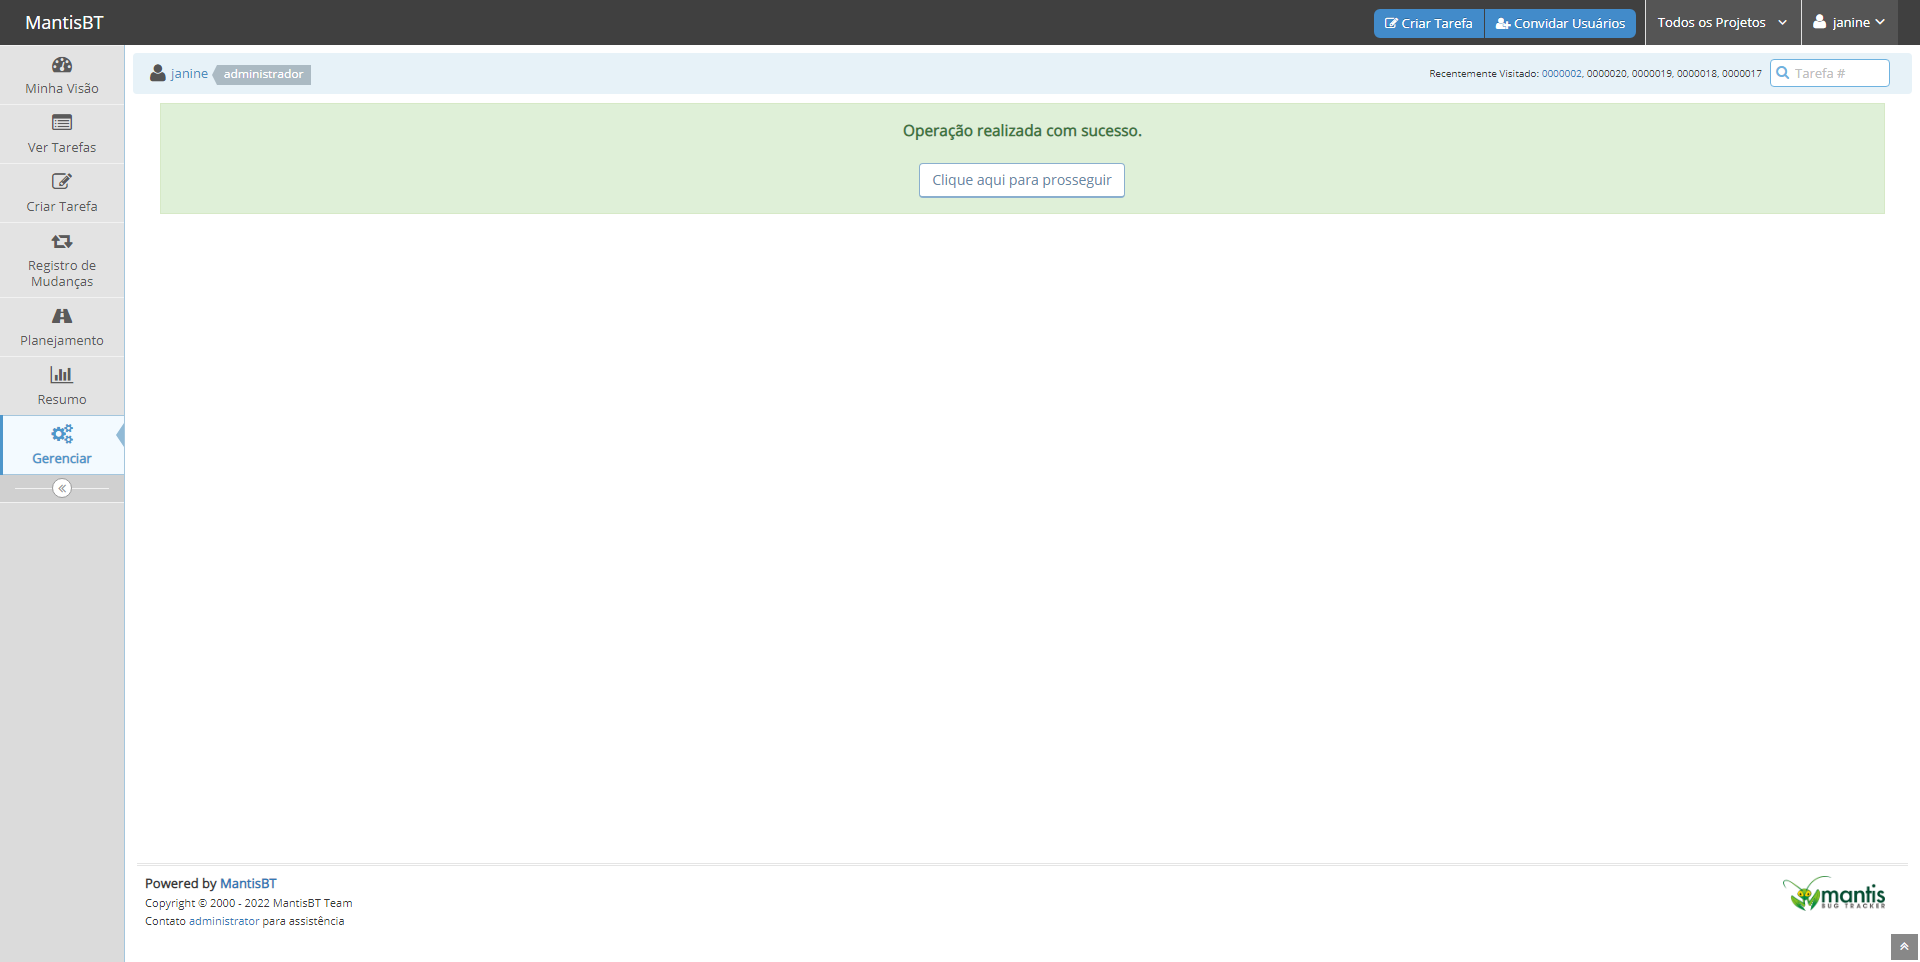 MantisBT
Criar Tarefa
Convidar Usuários
Todos os Projetos
janine
Minha Visão
Ver Tarefas
Criar Tarefa
Registro de
Mudanças
Planejamento
Resumo
Gerenciar
janine
administrador
Recentemente Visitado: 0000002, 0000020, 0000019, 0000018, 0000017
Tarefa #
Operação realizada com sucesso.
Clique aqui para prosseguir
Powered by MantisBT
Copyright © 2000 - 2022 MantisBT Team
Contato administrator para assistência
mantis
BUG TRACKER